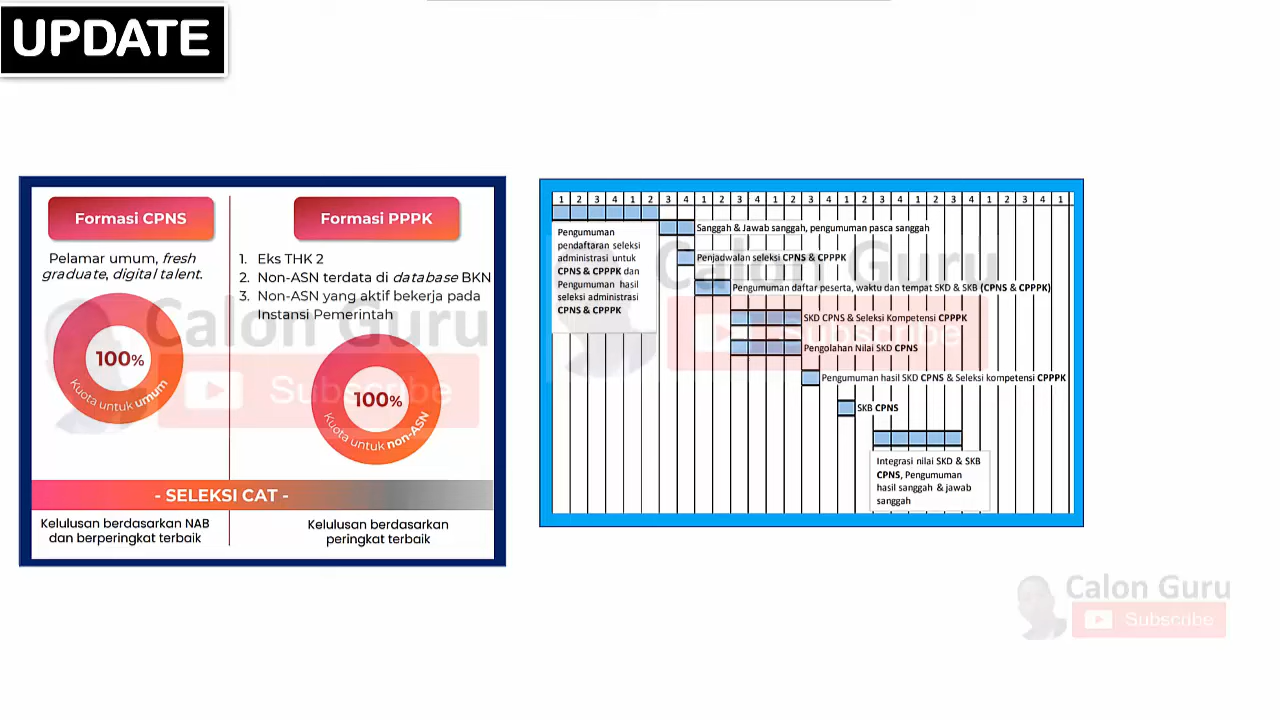 UPDATE
Formasi CPNS
Pelamar umum, fresh
graduate, digital talent.
100%
Kuota untuk umum
Formasi PPPK
1. Eks THK 2
2. Non-ASN terdata di database BKN
3. Non-ASN yang aktif bekerja pada
Instansi Pemerintah
100%
Kuota untuk non-ASN
- SELEKSI CAT -
Kelulusan berdasarkan NAB
dan berperingkat terbaik
Kelulusan berdasarkan
peringkat terbaik
Calon Guru
Subscribe
1 2 3 4 1 2 3 4 1 2 3 4 1 2 3 4 1 2 3 4 1 2 3 4 1 2 3 4 1
Pengumuman
pendaftaran seleksi
administrasi untuk
CPNS & CPPPK dan
Pengumuman hasil
seleksi administrasi
CPNS & CPPPK
Sanggah & Jawab sanggah, pengumuman pasca sanggah
Penjadwalan seleksi CPNS & CPPPK
Pengumuman daftar peserta, waktu dan tempat SKD & SKB (CPNS & CPPPK)
SKD CPNS & Seleksi Kompetensi CPPPK
Pengolahan Nilai SKD CPNS
Pengumuman hasil SKD CPNS & Seleksi kompetensi CPPPK
SKB CPNS
Integrasi nilai SKD & SKB
CPNS, Pengumuman
hasil sanggah & jawab
sanggah
Calon Guru
Subscribe
Calon Guru
Subscribe